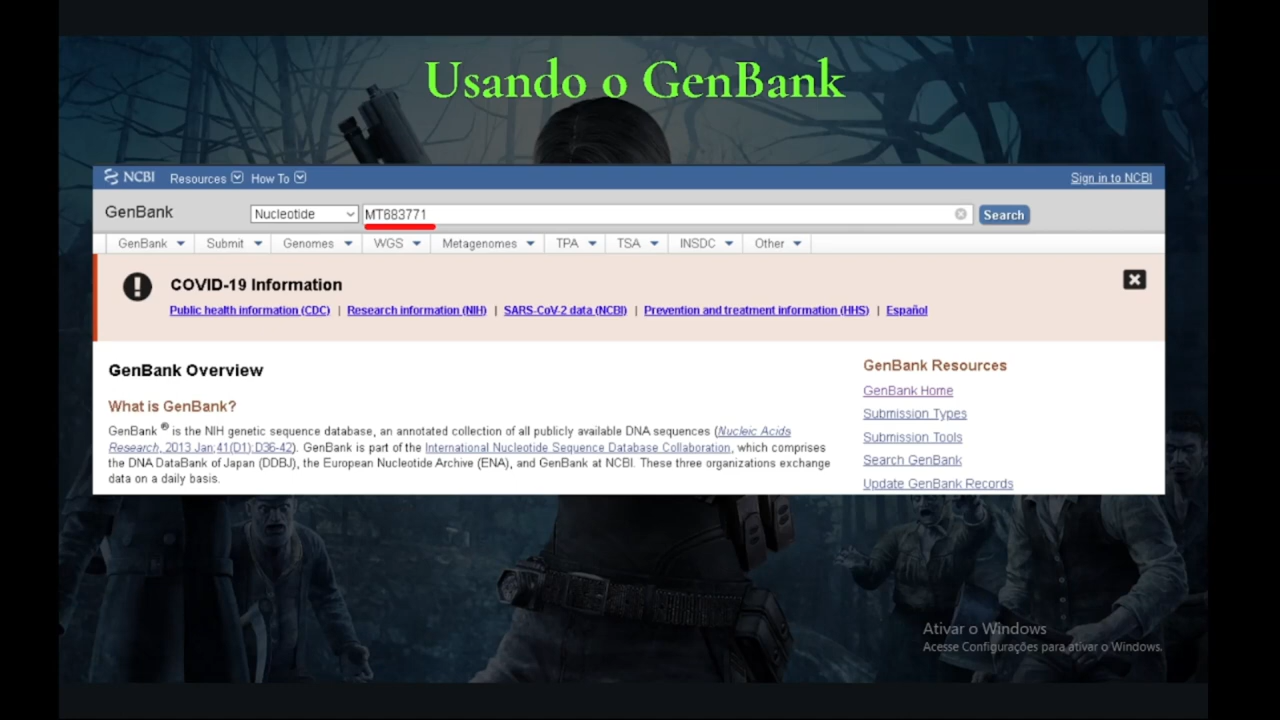 Usando o GenBank
NCBI Resources How To Sign in to NCBI
GenBank Nucleotide MT683771 Search
GenBank Submit Genomes WGS Metagenomes TPA TSA INSDC Other
COVID-19 Information
Public health information (CDC) | Research information (NIH) | SARS-CoV-2 data (NCBI) | Prevention and treatment information (HHS) | Español
GenBank Overview
What is GenBank?
GenBank ® is the NIH genetic sequence database, an annotated collection of all publicly available DNA sequences (Nucleic Acids
Research, 2013 Jan;41(D1):D36-42). GenBank is part of the International Nucleotide Sequence Database Collaboration, which comprises
the DNA DataBank of Japan (DDBJ), the European Nucleotide Archive (ENA), and GenBank at NCBI. These three organizations exchange
data on a daily basis.
GenBank Resources
GenBank Home
Submission Types
Submission Tools
Search GenBank
Update GenBank Records
Ativar o Windows
Acesse Configurações para ativar o Windows.